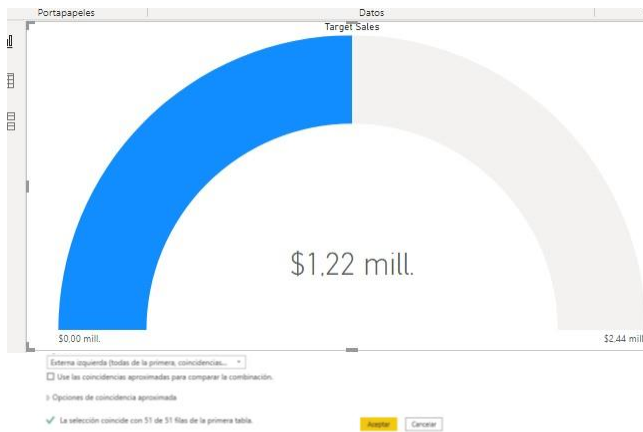 Portapapeles Datos
Target Sales
$1,22 mill.
$0,00 mill. $2,44 mill
Externa izquierda (todas de la primera, coincidencias...
Use las coincidencias aproximadas para comparar la combinación.
Opciones de coincidencia aproximada
La selección coincide con 51 de 51 filas de la primera tabla.
Aceptar Cancelar